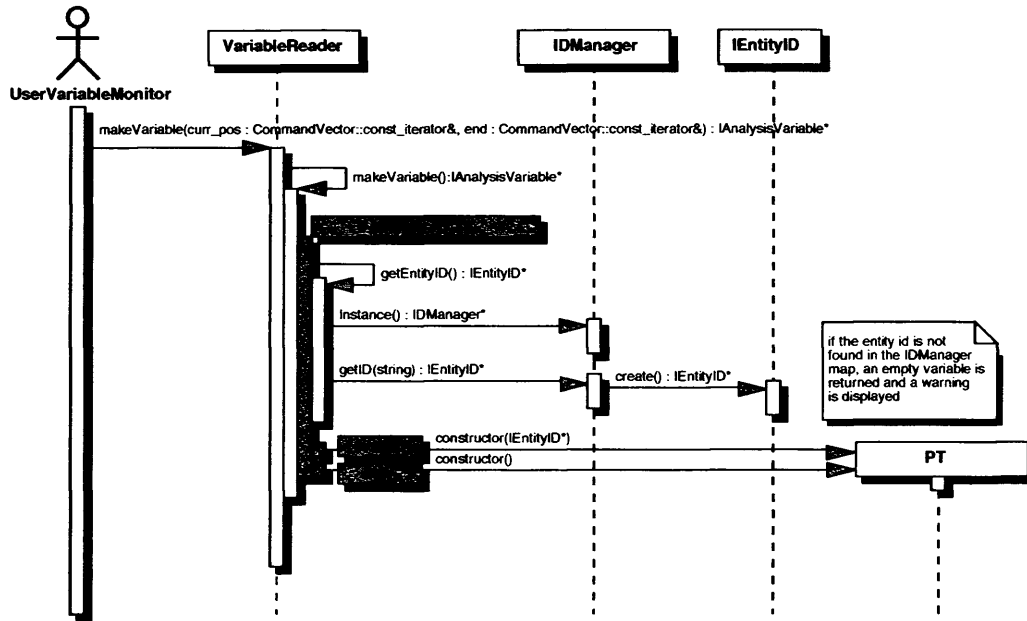 VariableReader
IDManager
IEntityID
UserVariableMonitor
makeVariable(curr_pos : CommandVector::const_iterator&, end : CommandVector::const_iterator&) : IAnalysisVariable*
makeVariable():IAnalysisVariable*
getEntityID() : IEntityID*
Instance() : IDManager*
getID(string) : IEntityID*
create() : IEntityID*
if the entity id is not
found in the IDManager
map, an empty variable is
returned and a warning
is displayed
constructor(IEntityID*)
constructor()
PT